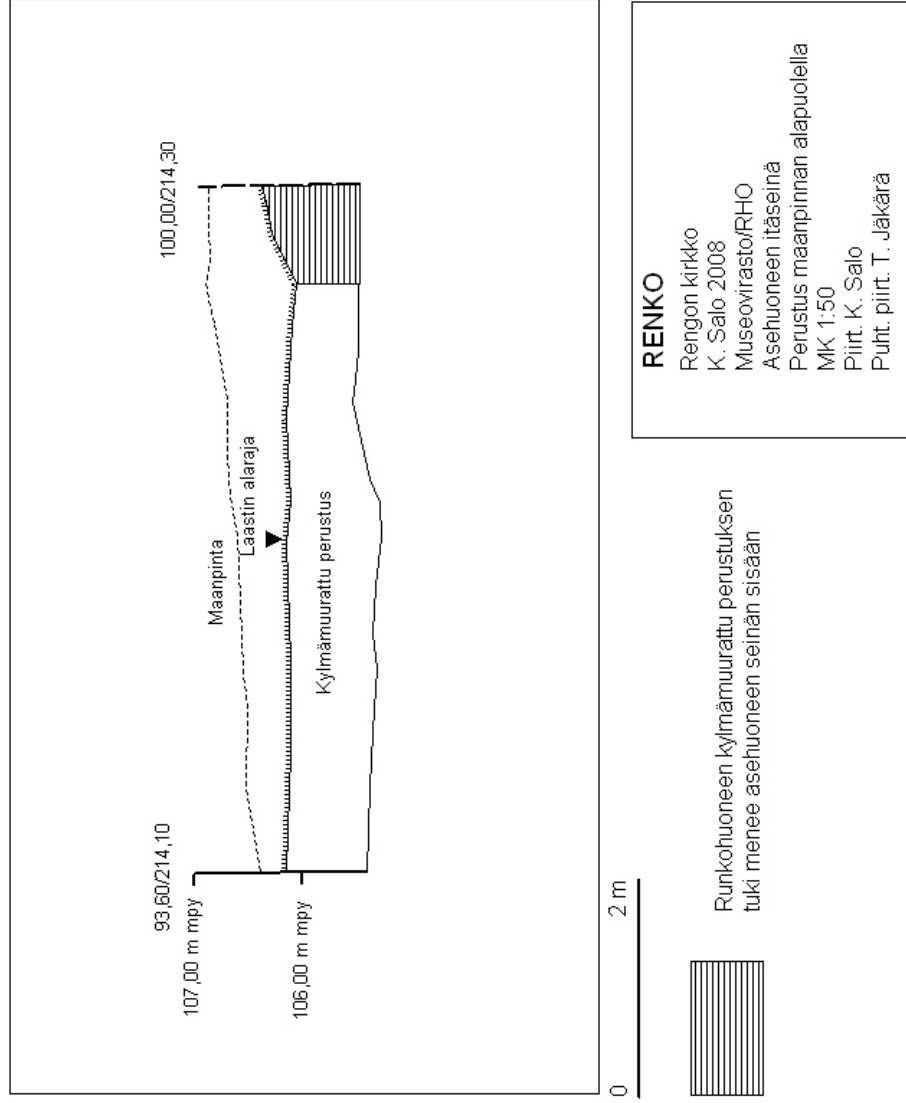 93,60/214,10
100,00/214,30
107,00 m mpy
106,00 m mpy
Maanpinta
Laastin alaraja
Kylmämuurattu perustus
0
2 m
Runkohuoneen kylmämuurattu perustuksen
tuki menee asehuoneen seinän sisään
RENKO
Rengon kirkko
K. Salo 2008
Museovirasto/RHO
Asehuoneen itäseinä
Perustus maanpinnan alapuolella
MK 1:50
Piirt. K. Salo
Puht. piirt. T. Jäkärä